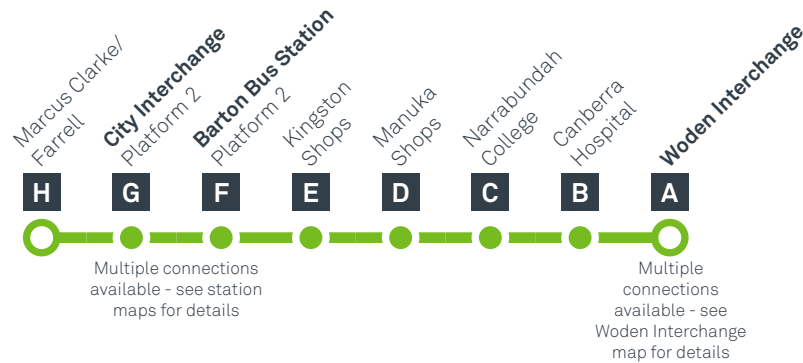 Marcus Clarke/
Farrell
City Interchange
Platform 2
Barton Bus Station
Platform 2
Kingston
Shops
Manuka
Shops
Narrabundah
College
Canberra
Hospital
Woden Interchange
H
G
F
E
D
C
B
A
Multiple connections
available - see station
maps for details
Multiple
connections
available - see
Woden Interchange
map for details